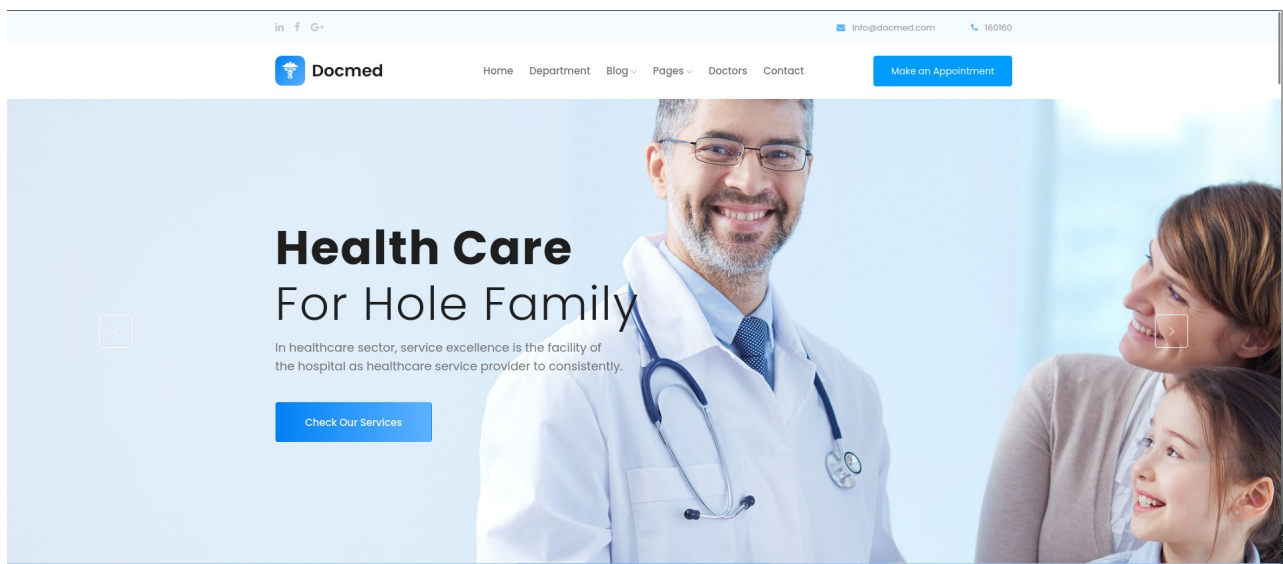 in f G+
info@docmed.com
160160
Docmed
Home Department Blog Pages Doctors Contact
Make an Appointment
Health Care
For Hole Family
In healthcare sector, service excellence is the facility of
the hospital as healthcare service provider to consistently.
Check Our Services